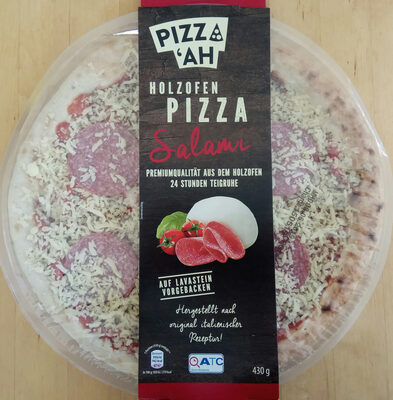 PIZZA
'AH
HOLZOFEN
PIZZA
Salami
PREMIUMQUALITÄT AUS DEM HOLZOFEN
24 STUNDEN TEIGRUHE
AUF LAVASTEIN
VORGEBACKEN
Hergestellt nach
original italienischer
Rezeptur!
QATC
430 g